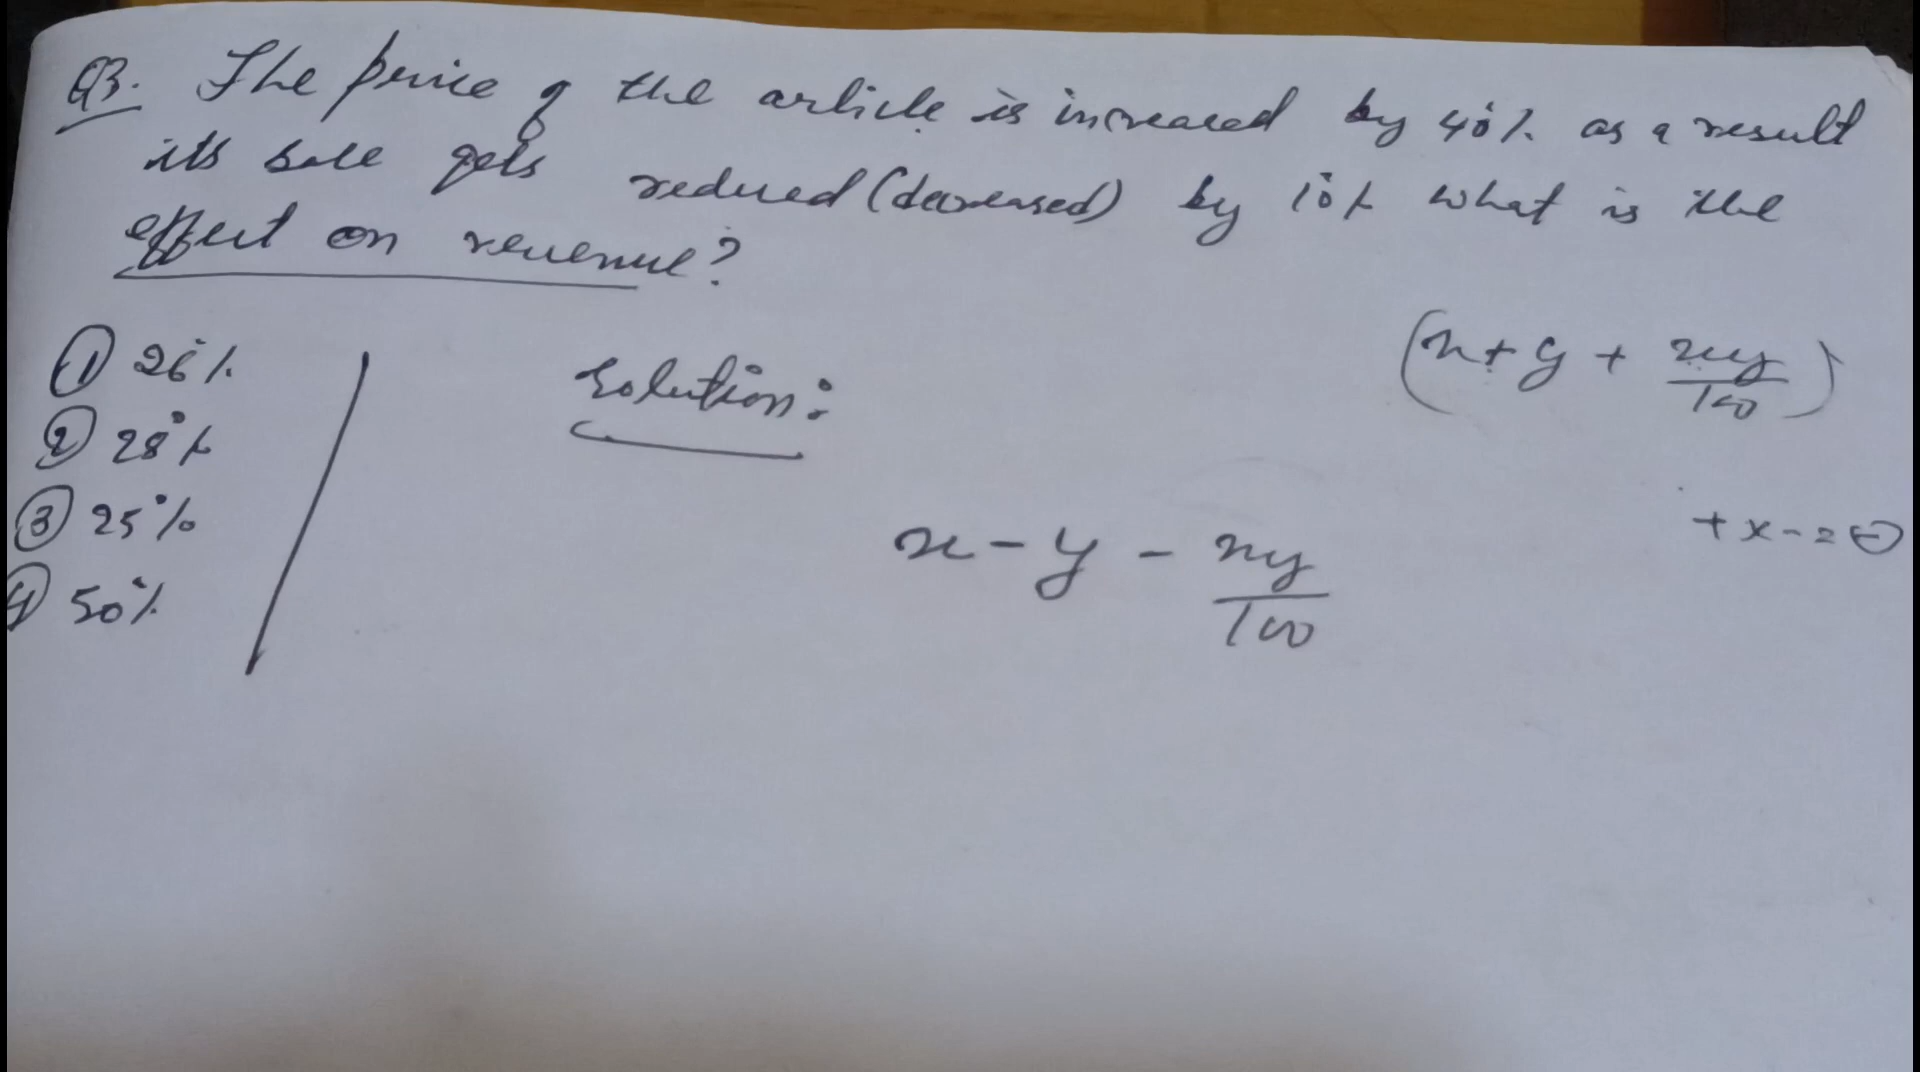 Q3. The price of the article is increased by 40% as a result
its sale gets reduced (decreased) by 10% what is the
effect on revenue?
① 26%
② 28%
③ 25%
④ 50%
Solution:
(x + y + xy/100)
+ x - = ⊖
x - y - xy/100